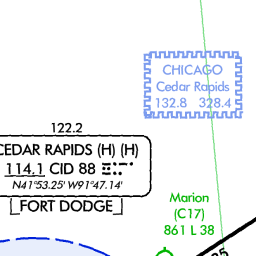 CHICAGO
Cedar Rapids
132.8 328.4
122.2
CEDAR RAPIDS (H) (H)
114.1 CID 88
N41°53.25' W91°47.14'
FORT DODGE
Marion
(C17)
861 L 38